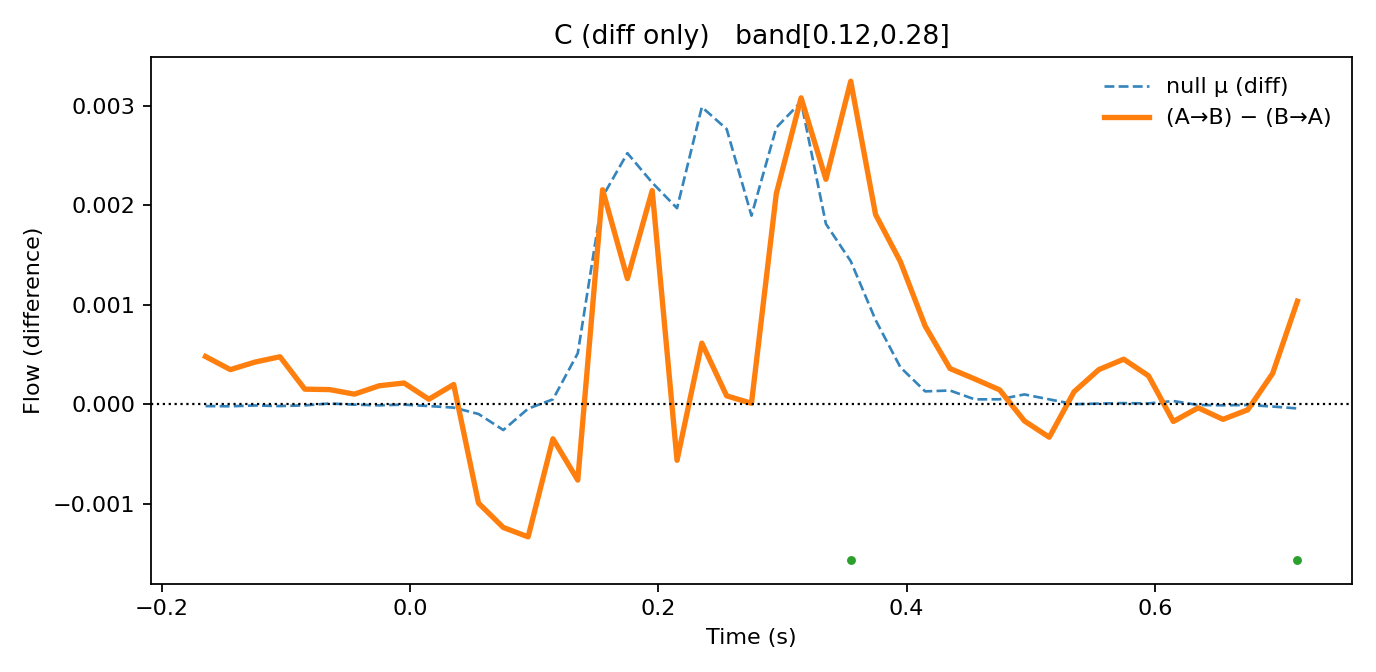 C (diff only)   band[0.12,0.28]
null μ (diff)
(A→B) − (B→A)
Flow (difference)
0.003
0.002
0.001
0.000
−0.001
−0.2
0.0
0.2
0.4
0.6
Time (s)